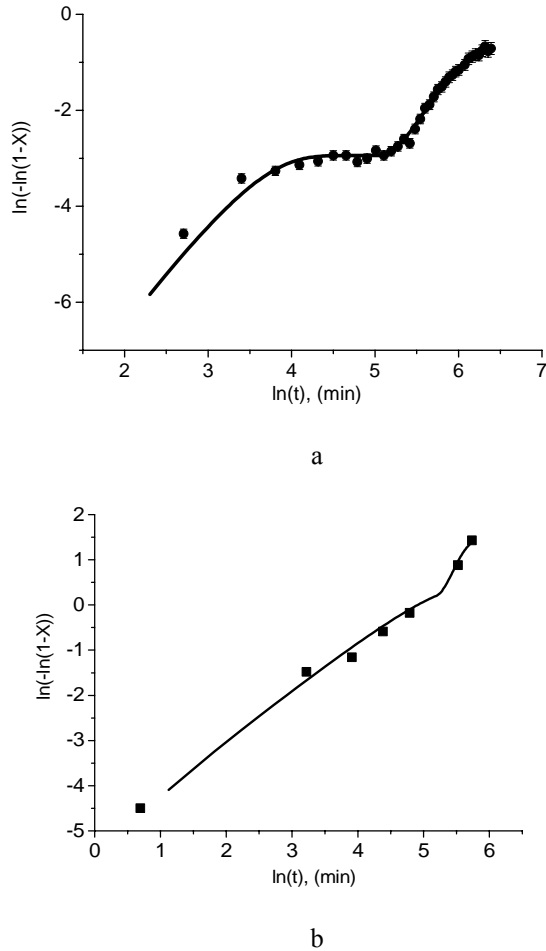 0
-2
-4
-6
ln(-ln(1-X))
2 3 4 5 6 7
ln(t), (min)
a
2
1
0
-1
-2
-3
-4
-5
ln(-ln(1-X))
0 1 2 3 4 5 6
ln(t), (min)
b